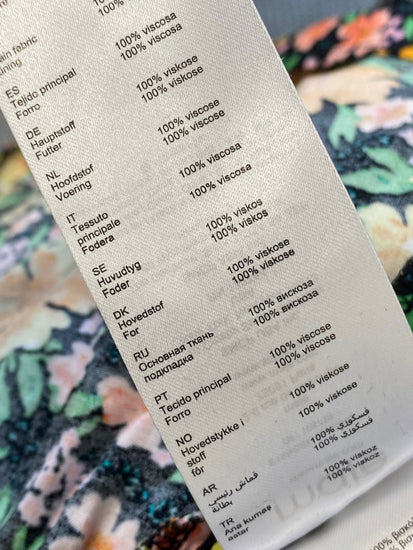 fabric
ES
Tejido principal 100% viscosa
Forro 100% viscosa
DE
Hauptstoff 100% viskose
Futter 100% viskose
NL
Hoofdstof 100% viscose
Voering 100% viscose
IT
Tessuto 100% viscosa
principale
Fodera 100% viscosa
SE
Huvudtyg 100% viskos
Foder 100% viskos
DK
Hovedstof 100% viskose
For 100% viskose
RU
Основная ткань 100% вискоза
подкладка 100% вискоза
PT
Tecido principal 100% viscose
Forro 100% viscose
NO
Hovedstykke i 100% viskose
stoff
fôr 100% viskose
AR
قماش رئيسي 100% فسكوزي
بطانة 100% فسكوزي
TR
Ana kumaş 100% viskoz
astar 100% viskoz